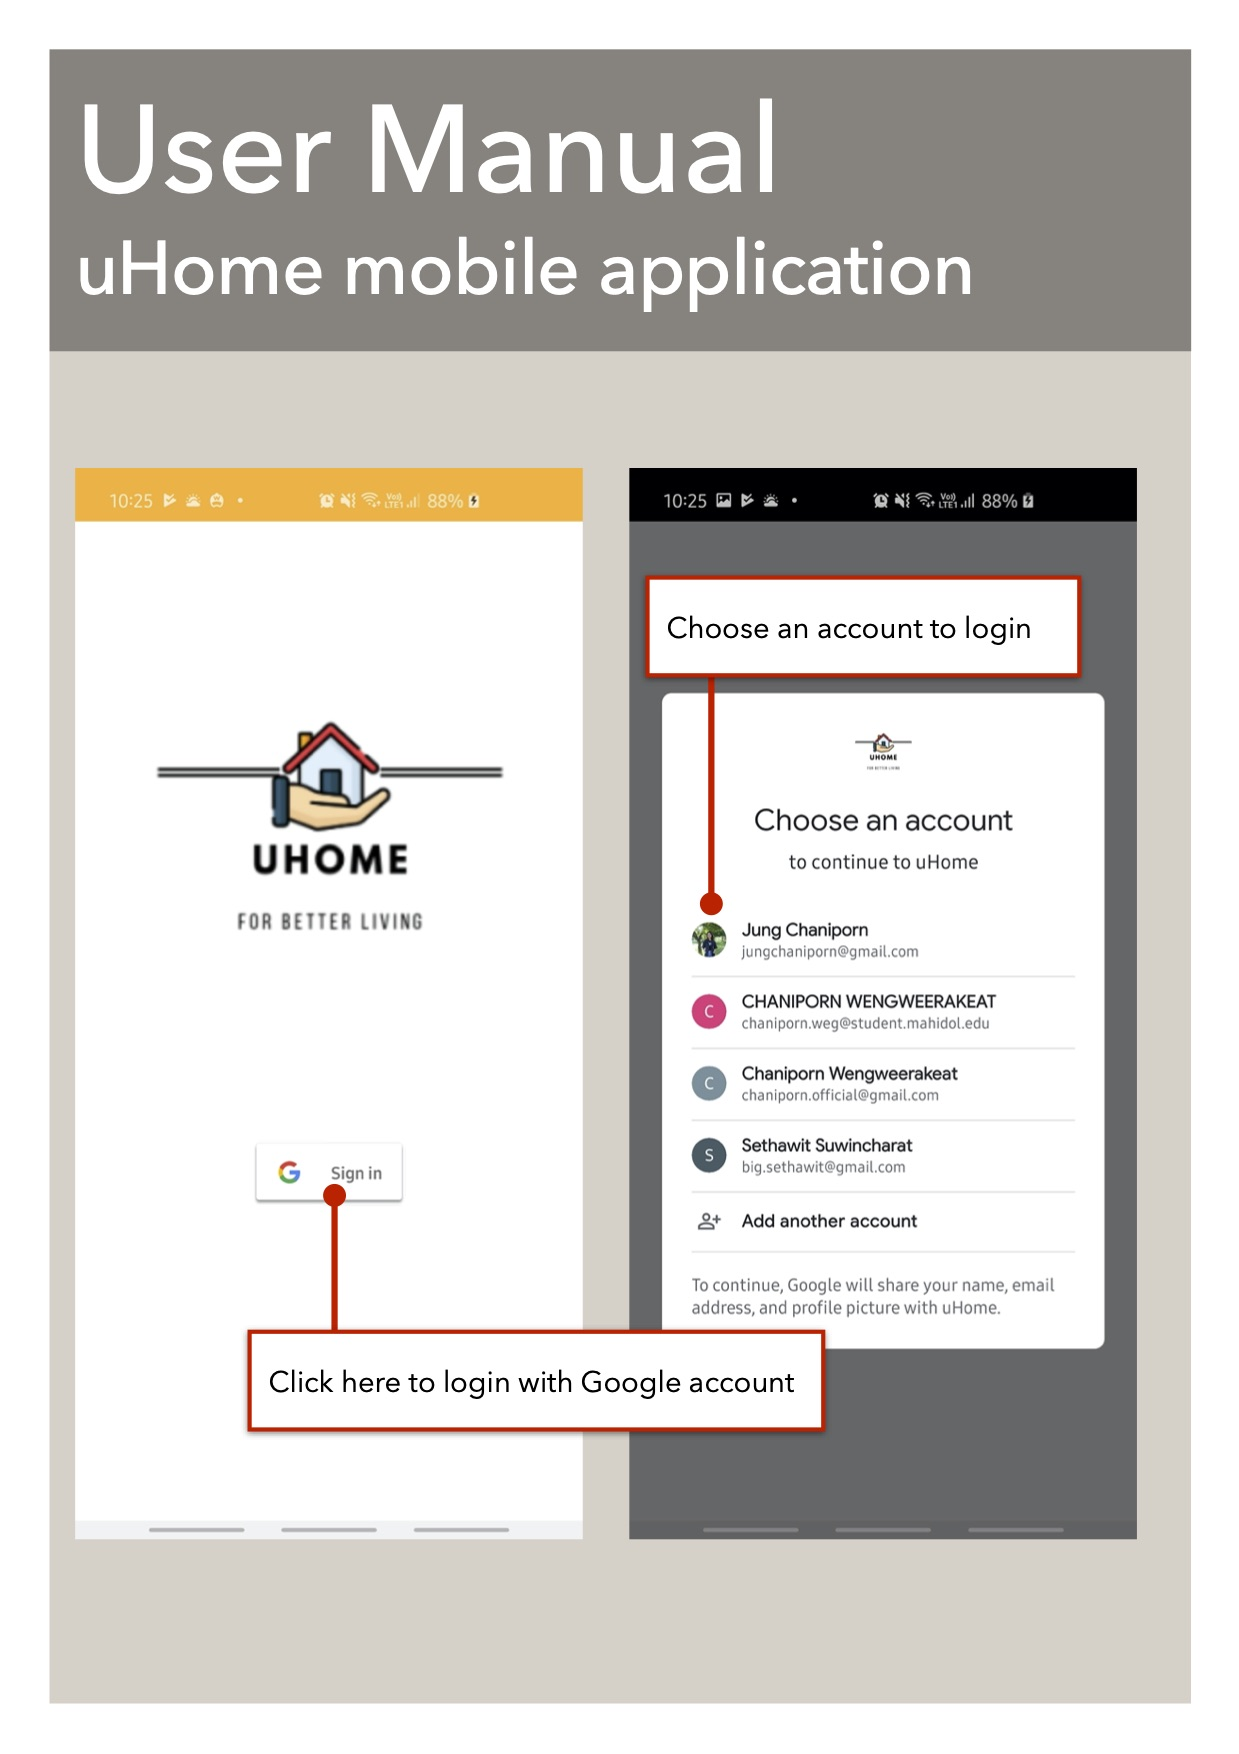 User Manual
uHome mobile application
10:25
88%
UHOME
FOR BETTER LIVING
Sign in
Click here to login with Google account
10:25
88%
Choose an account to login
UHOME
FOR BETTER LIVING
Choose an account
to continue to uHome
Jung Chaniporn
jungchaniporn@gmail.com
C
CHANIPORN WENGWEERAKEAT
chaniporn.weg@student.mahidol.edu
C
Chaniporn Wengweerakeat
chaniporn.official@gmail.com
S
Sethawit Suwincharat
big.sethawit@gmail.com
Add another account
To continue, Google will share your name, email
address, and profile picture with uHome.